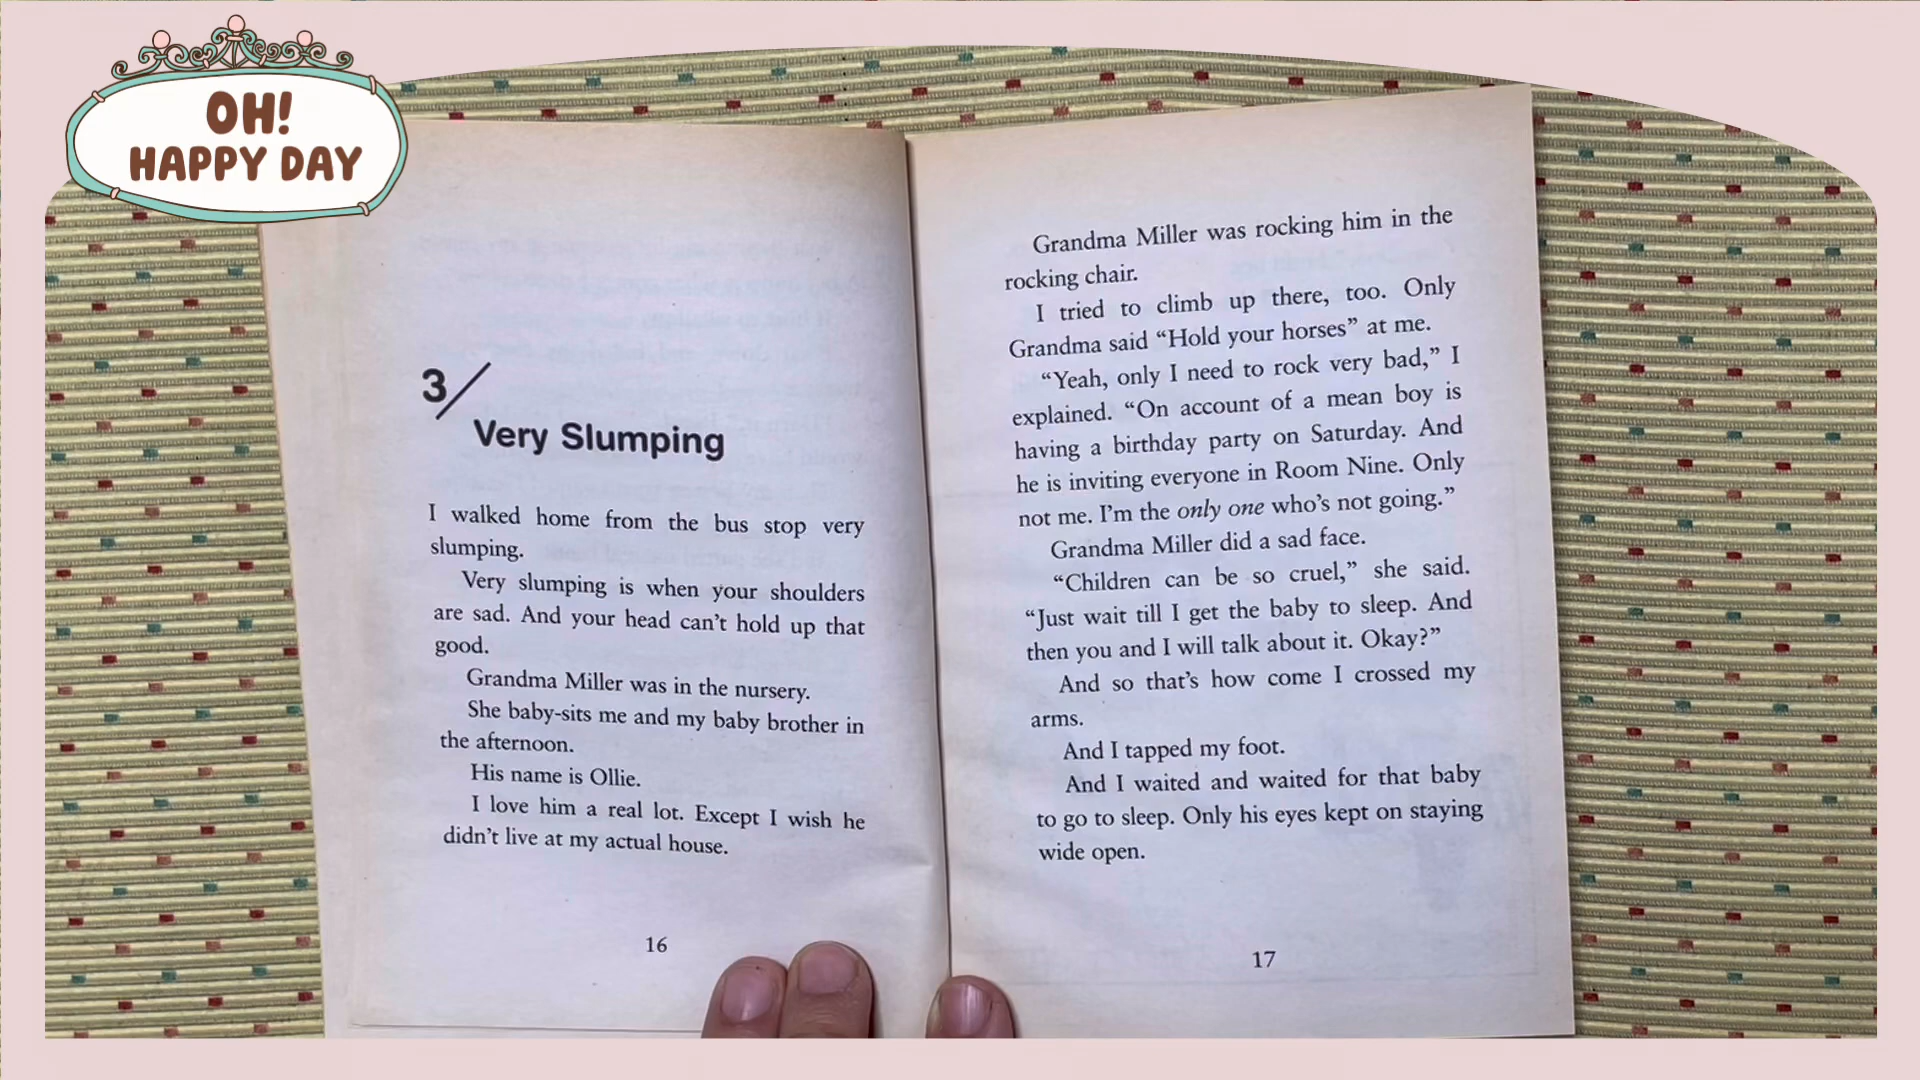 OH!
HAPPY DAY
3/
Very Slumping
I walked home from the bus stop very
slumping.
Very slumping is when your shoulders
are sad. And your head can't hold up that
good.
Grandma Miller was in the nursery.
She baby-sits me and my baby brother in
the afternoon.
His name is Ollie.
I love him a real lot. Except I wish he
didn't live at my actual house.
16
Grandma Miller was rocking him in the
rocking chair.
I tried to climb up there, too. Only
Grandma said “Hold your horses” at me.
“Yeah, only I need to rock very bad,” I
explained. “On account of a mean boy is
having a birthday party on Saturday. And
he is inviting everyone in Room Nine. Only
not me. I'm the only one who's not going.”
Grandma Miller did a sad face.
“Children can be so cruel,” she said.
“Just wait till I get the baby to sleep. And
then you and I will talk about it. Okay?”
And so that's how come I crossed my
arms.
And I tapped my foot.
And I waited and waited for that baby
to go to sleep. Only his eyes kept on staying
wide open.
17